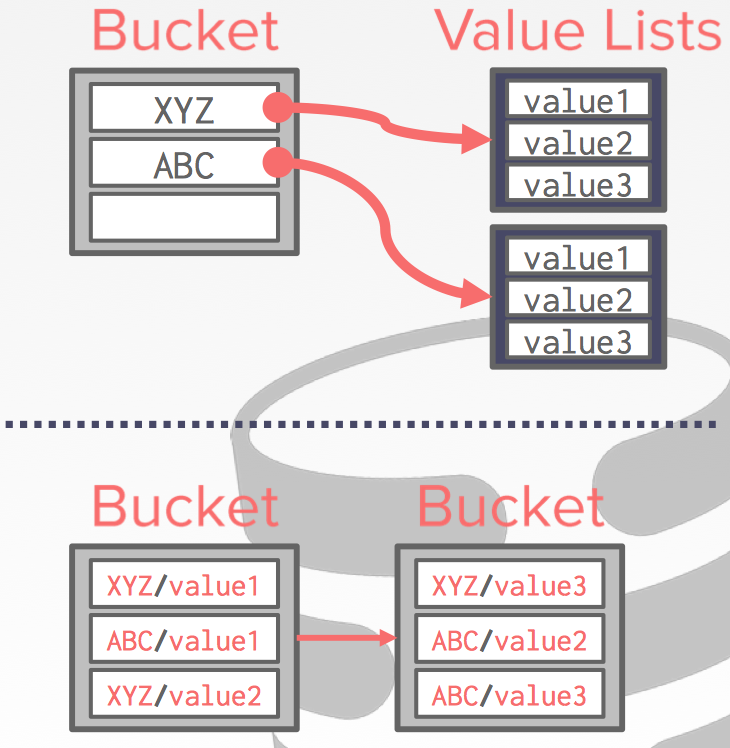 Bucket
Value Lists
XYZ
ABC
value1
value2
value3
value1
value2
value3
Bucket
Bucket
XYZ/value1
ABC/value1
XYZ/value2
XYZ/value3
ABC/value2
ABC/value3